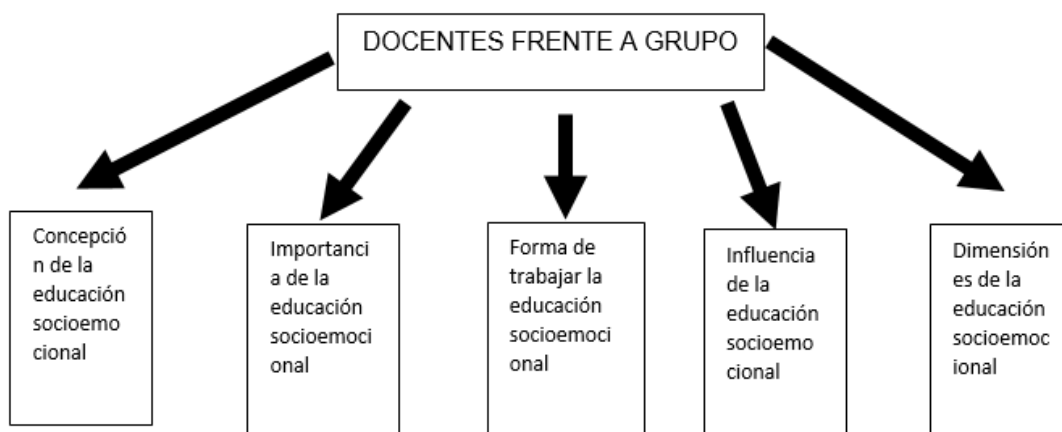 DOCENTES FRENTE A GRUPO
Concepció
n de la
educación
socioemo
cional
Importanci
a de la
educación
socioemoci
onal
Forma de
trabajar la
educación
socioemoci
onal
Influencia
de la
educación
socioemo
cional
Dimensión
es de la
educación
socioemoc
ional